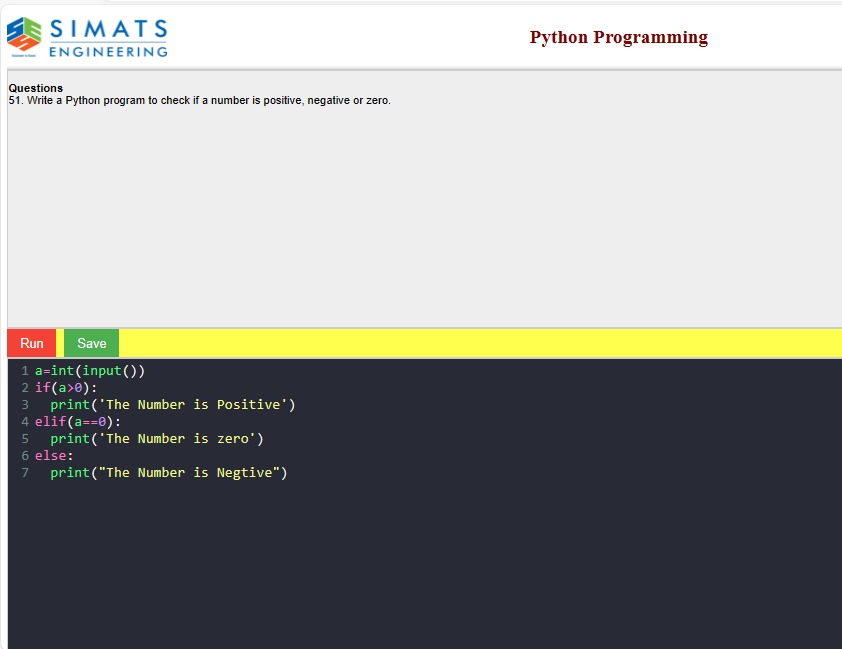 SIMATS
ENGINEERING
Python Programming
Questions
51. Write a Python program to check if a number is positive, negative or zero.
Run Save
1 a=int(input())
2 if(a>0):
3   print('The Number is Positive')
4 elif(a==0):
5   print('The Number is zero')
6 else:
7   print("The Number is Negtive")